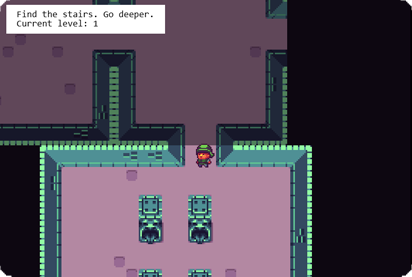 Find the stairs. Go deeper.
Current level: 1